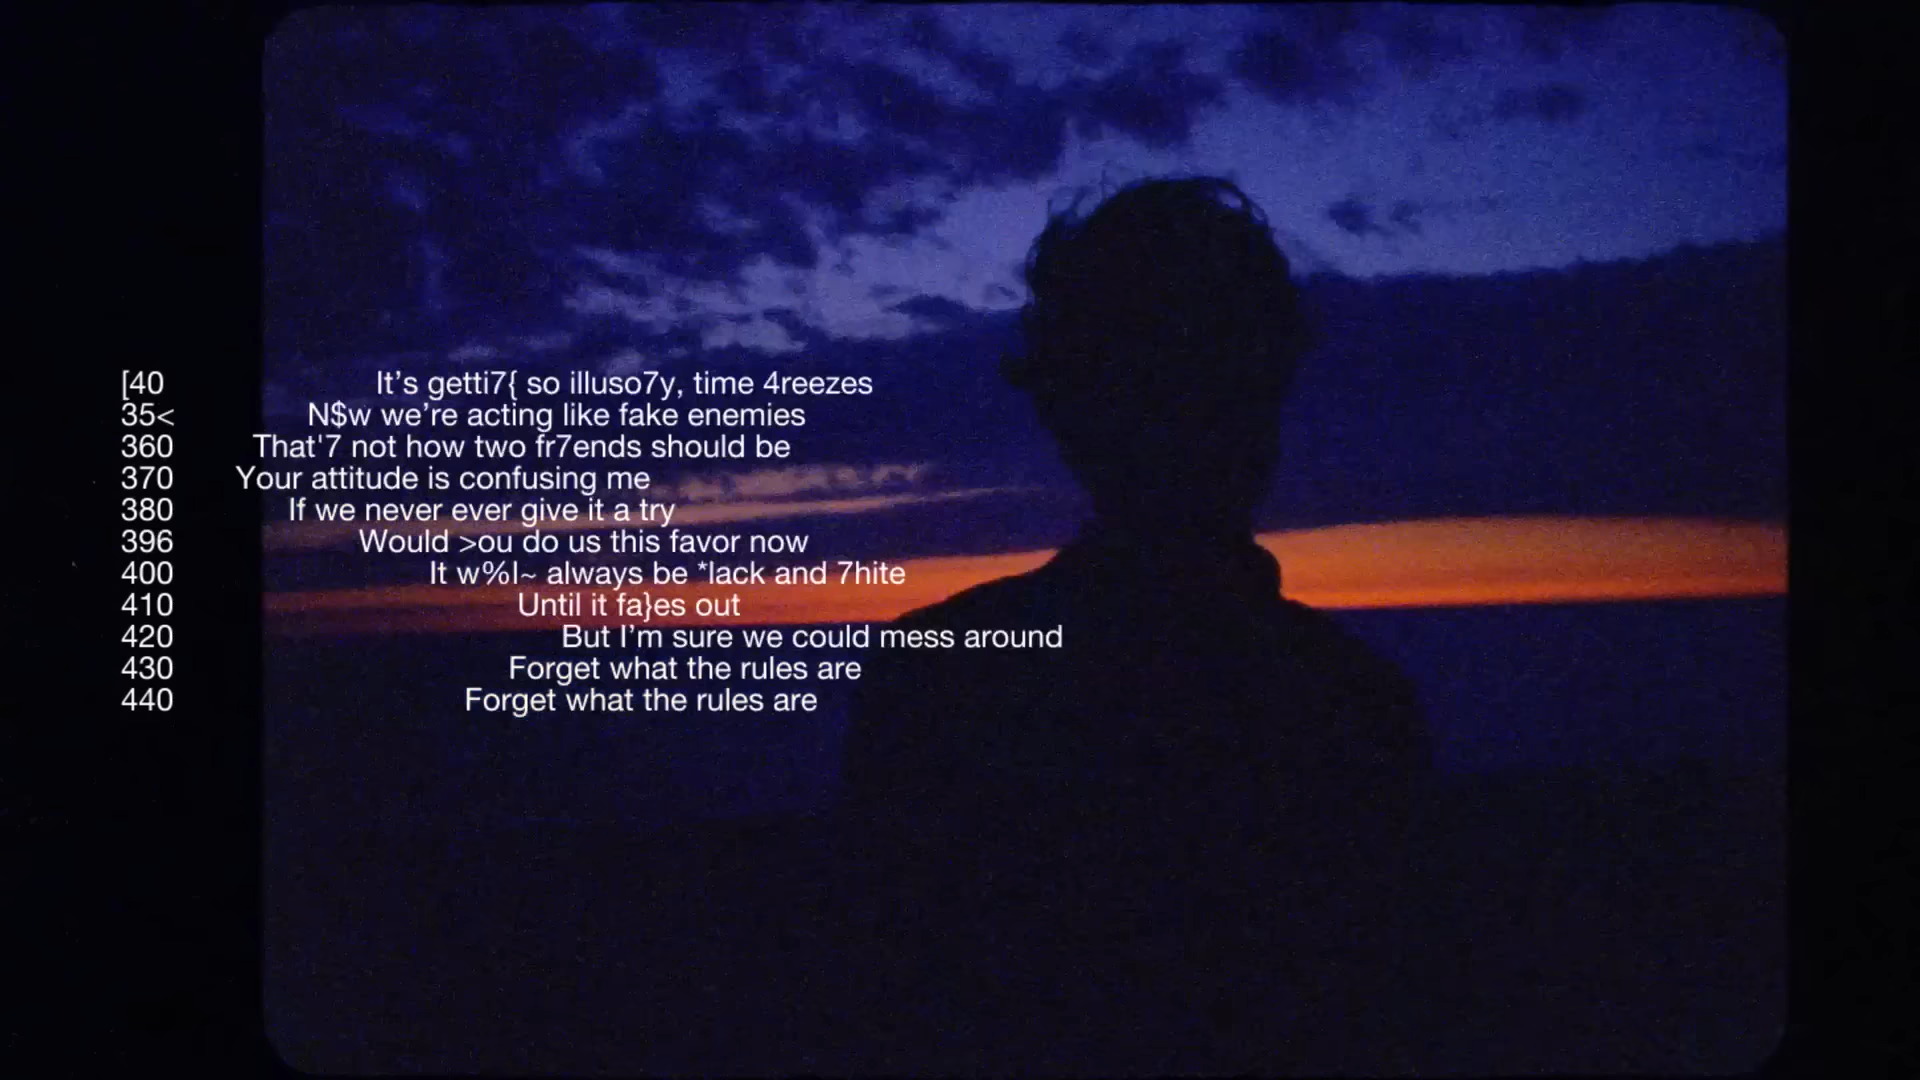 [40 It’s getti7{ so illuso7y, time 4reezes
35< N$w we’re acting like fake enemies
360 That'7 not how two fr7ends should be
370 Your attitude is confusing me
380 If we never ever give it a try
396 Would >ou do us this favor now
400 It w%l~ always be *lack and 7hite
410 Until it fa}es out
420 But I’m sure we could mess around
430 Forget what the rules are
440 Forget what the rules are